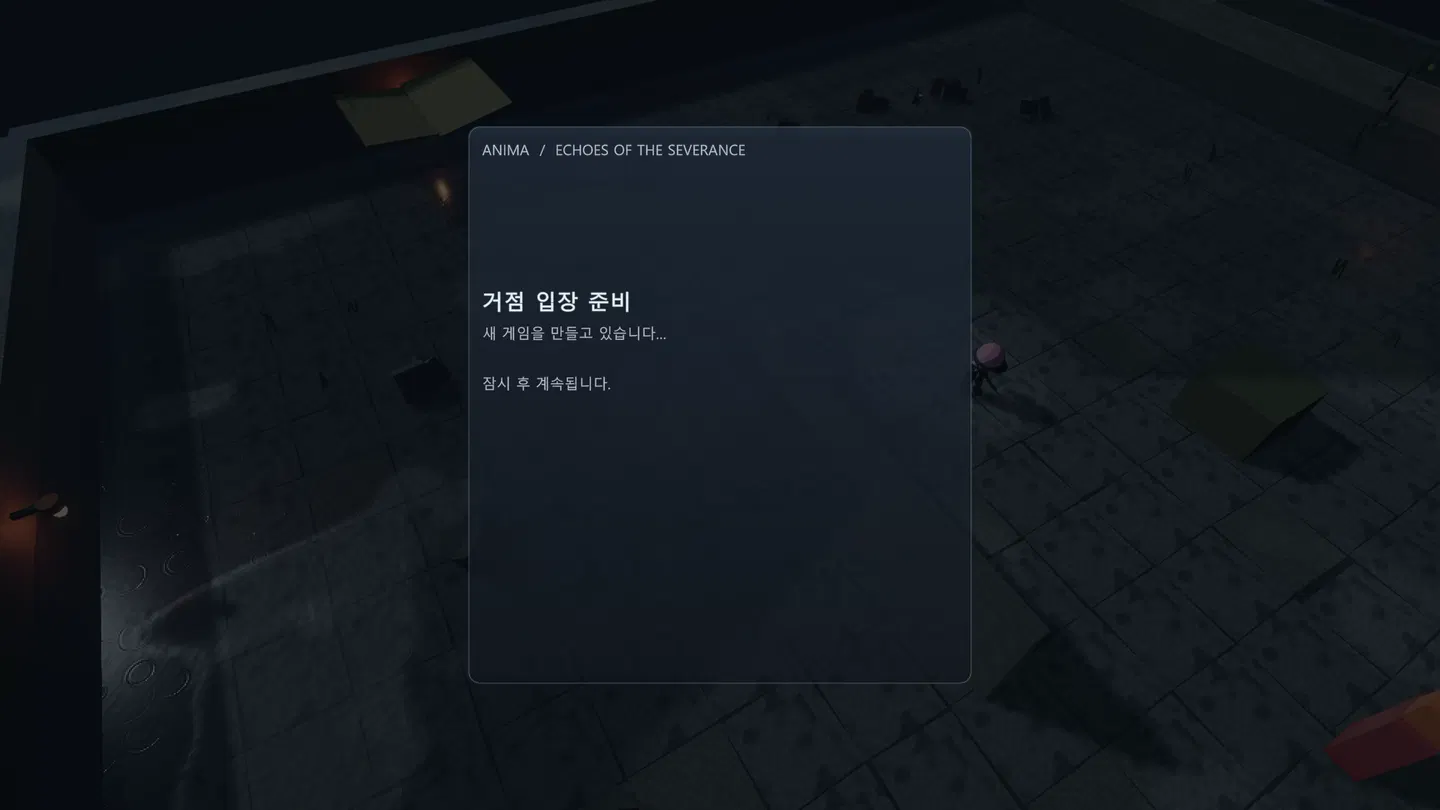 ANIMA / ECHOES OF THE SEVERANCE
거점 입장 준비
새 게임을 만들고 있습니다...
잠시 후 계속됩니다.